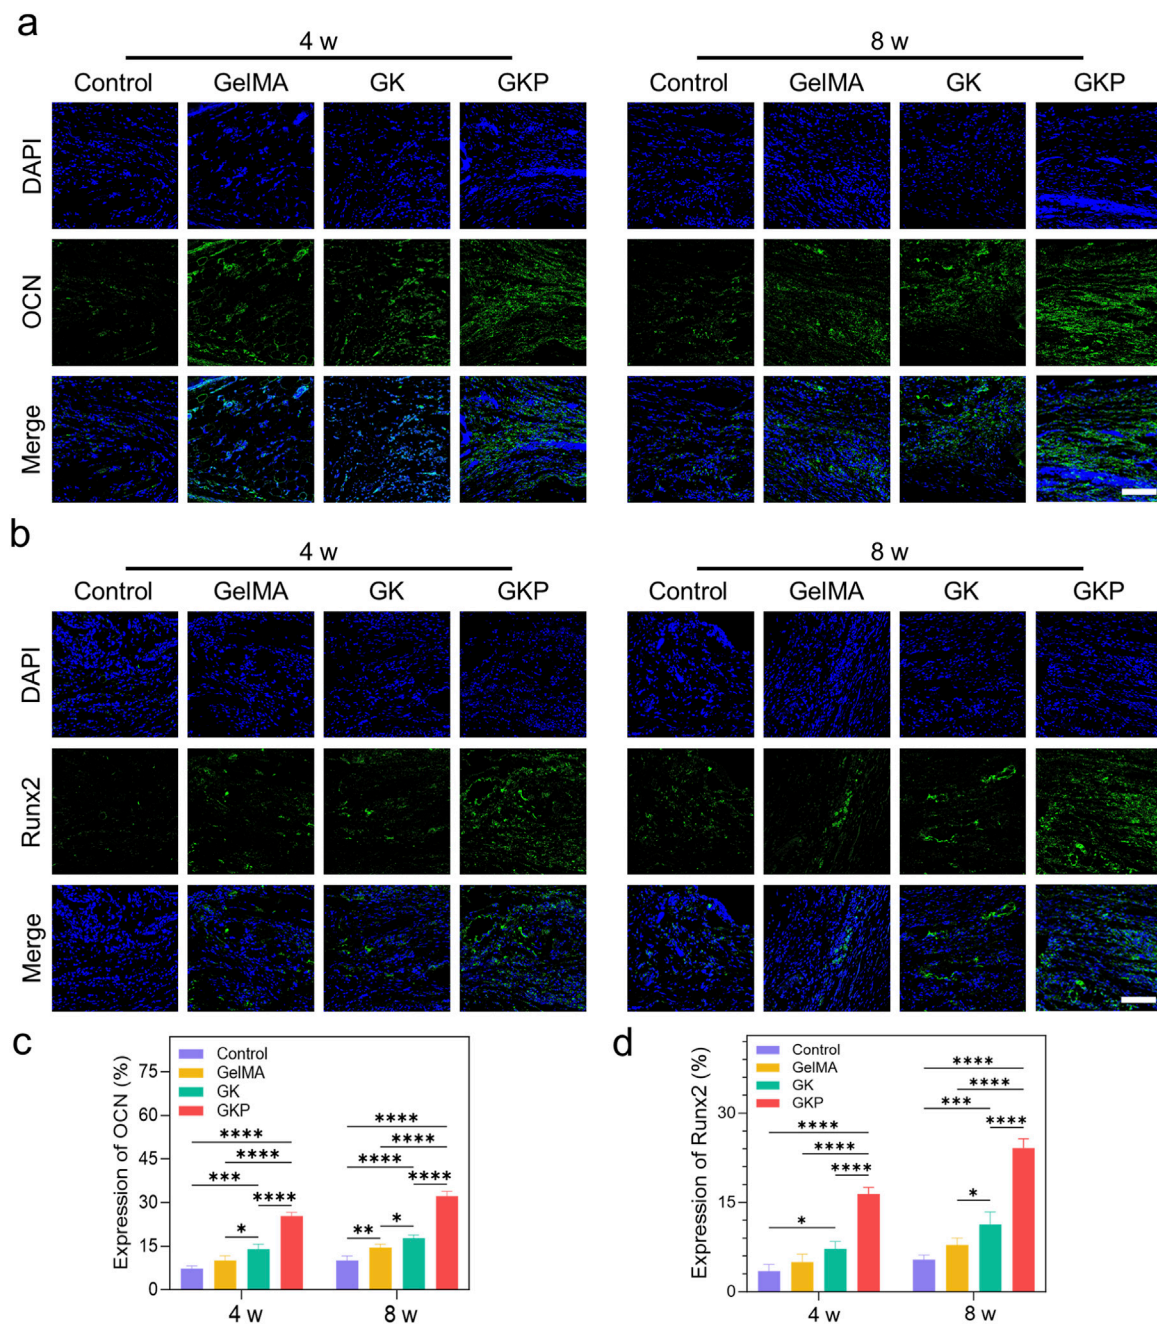 a
4 w 8 w
Control GelMA GK GKP Control GelMA GK GKP
DAPI
OCN
Merge
b
4 w 8 w
Control GelMA GK GKP Control GelMA GK GKP
DAPI
Runx2
Merge
c
Expression of OCN (%)
Control
GelMA
GK
GKP
75
60
45
30
15
0
****
****
***
****
*
****
****
****
****
**
*
4 w 8 w
d
Expression of Runx2 (%)
Control
GelMA
GK
GKP
30
15
0
****
****
****
*
****
****
***
****
*
4 w 8 w